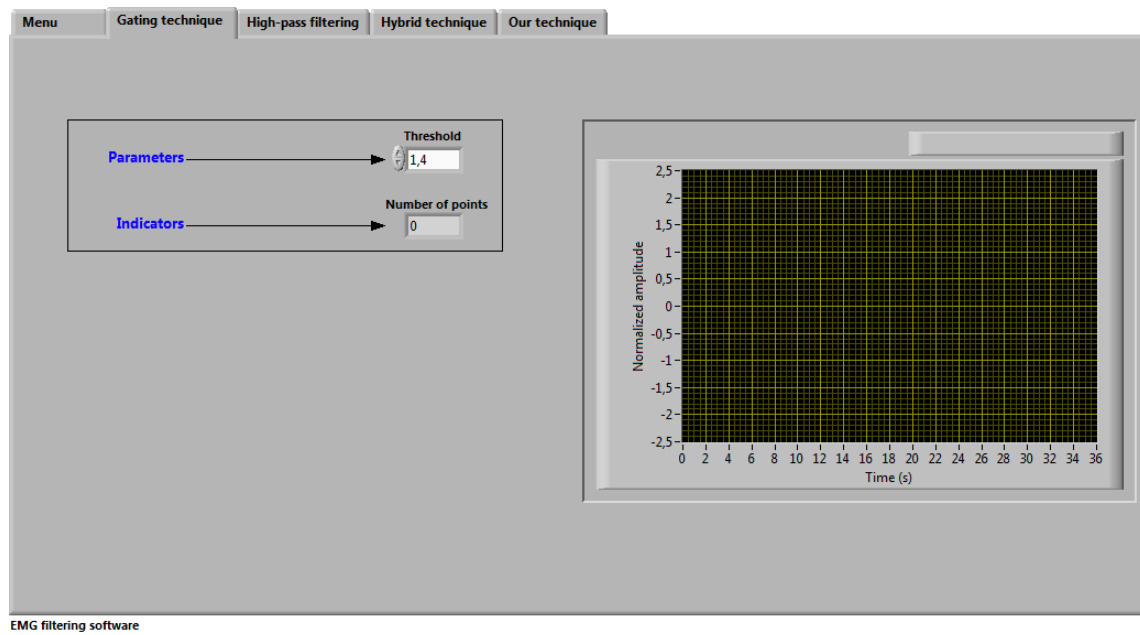 Menu Gating technique High-pass filtering Hybrid technique Our technique
Threshold
Parameters 1,4
Number of points
Indicators 0
2,5
2
1,5
1
0,5
0
-0,5
-1
-1,5
-2
-2,5
Normalized amplitude
0 2 4 6 8 10 12 14 16 18 20 22 24 26 28 30 32 34 36
Time (s)
EMG filtering software